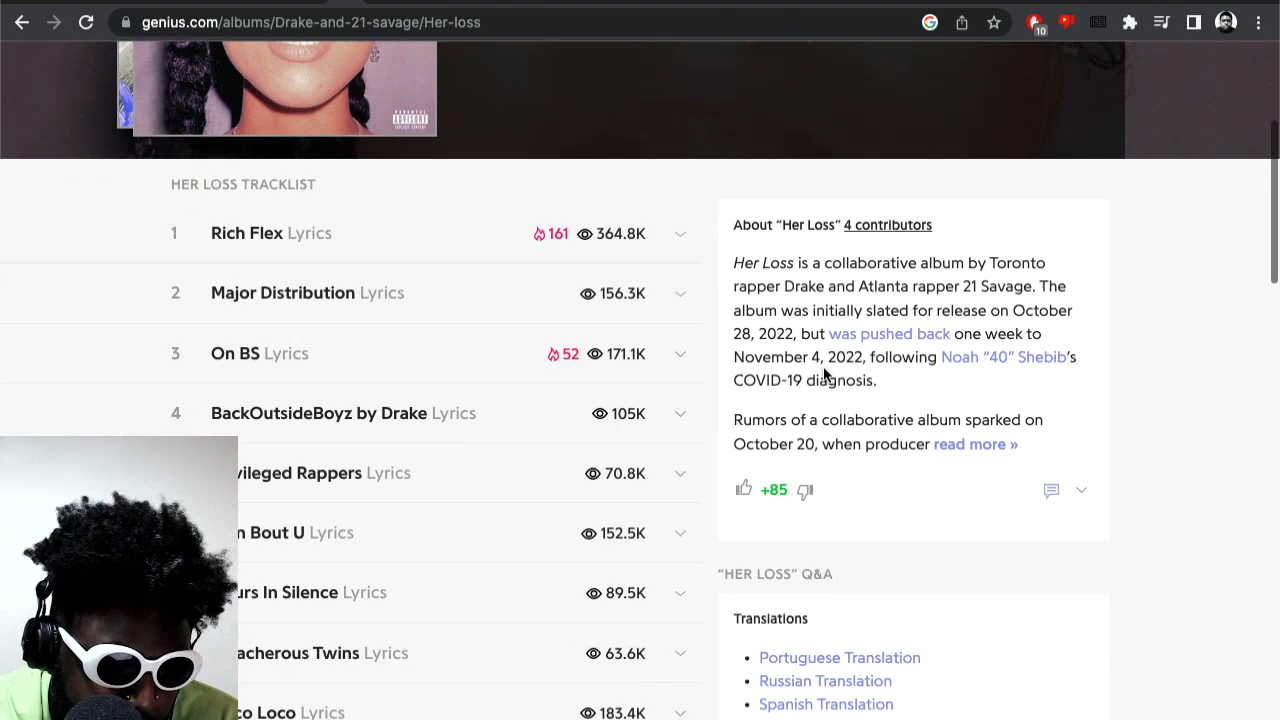 genius.com/albums/Drake-and-21-savage/Her-loss
10
PARENTAL
ADVISORY
EXPLICIT CONTENT
HER LOSS TRACKLIST
1 Rich Flex Lyrics 161 364.8K
2 Major Distribution Lyrics 156.3K
3 On BS Lyrics 52 171.1K
4 BackOutsideBoyz by Drake Lyrics 105K
vileged Rappers Lyrics 70.8K
n Bout U Lyrics 152.5K
urs In Silence Lyrics 89.5K
acherous Twins Lyrics 63.6K
co Loco Lyrics 183.4K
About “Her Loss” 4 contributors
Her Loss is a collaborative album by Toronto
rapper Drake and Atlanta rapper 21 Savage. The
album was initially slated for release on October
28, 2022, but was pushed back one week to
November 4, 2022, following Noah “40” Shebib’s
COVID-19 diagnosis.
Rumors of a collaborative album sparked on
October 20, when producer read more »
+85
“HER LOSS” Q&A
Translations
• Portuguese Translation
• Russian Translation
• Spanish Translation